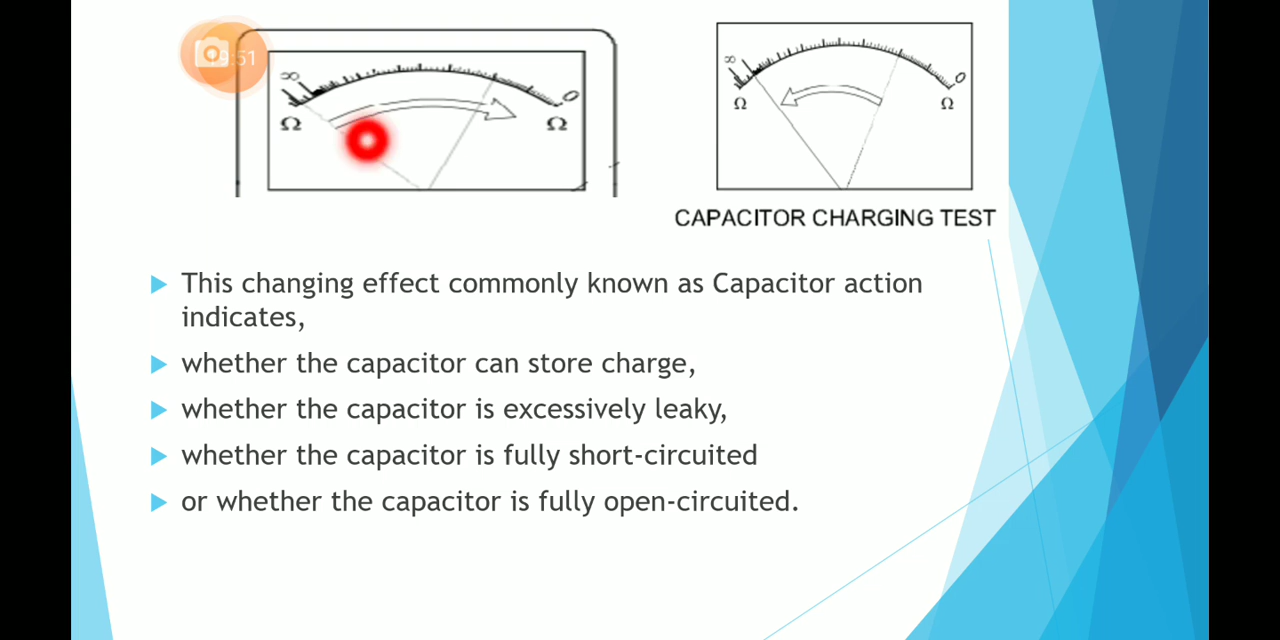 19:51
∞ 0
Ω Ω
∞ 0
Ω Ω
CAPACITOR CHARGING TEST
This changing effect commonly known as Capacitor action
indicates,
whether the capacitor can store charge,
whether the capacitor is excessively leaky,
whether the capacitor is fully short-circuited
or whether the capacitor is fully open-circuited.